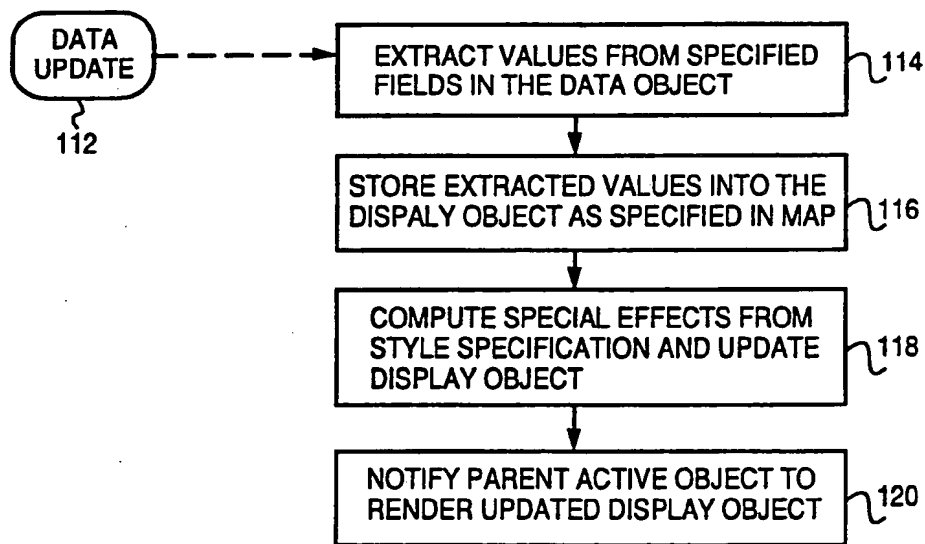 DATA
UPDATE
112
EXTRACT VALUES FROM SPECIFIED
FIELDS IN THE DATA OBJECT
114
STORE EXTRACTED VALUES INTO THE
DISPALY OBJECT AS SPECIFIED IN MAP
116
COMPUTE SPECIAL EFFECTS FROM
STYLE SPECIFICATION AND UPDATE
DISPLAY OBJECT
118
NOTIFY PARENT ACTIVE OBJECT TO
RENDER UPDATED DISPLAY OBJECT
120